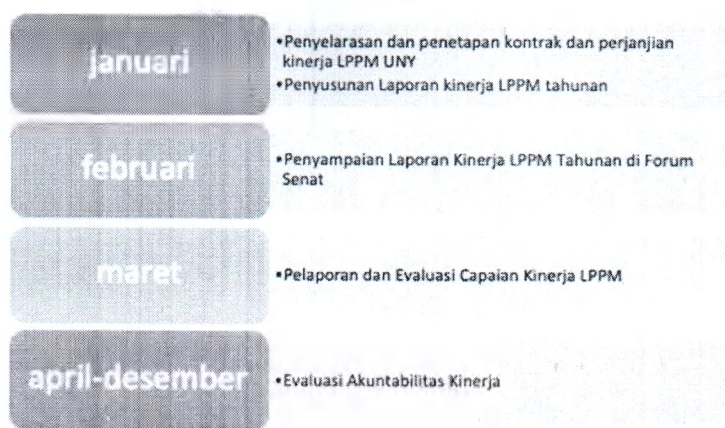 januari
•Penyelarasan dan penetapan kontrak dan perjanjian
kinerja LPPM UNY
•Penyusunan Laporan kinerja LPPM tahunan
februari
•Penyampaian Laporan Kinerja LPPM Tahunan di Forum
Senat
maret
•Pelaporan dan Evaluasi Capaian Kinerja LPPM
april-desember
•Evaluasi Akuntabilitas Kinerja